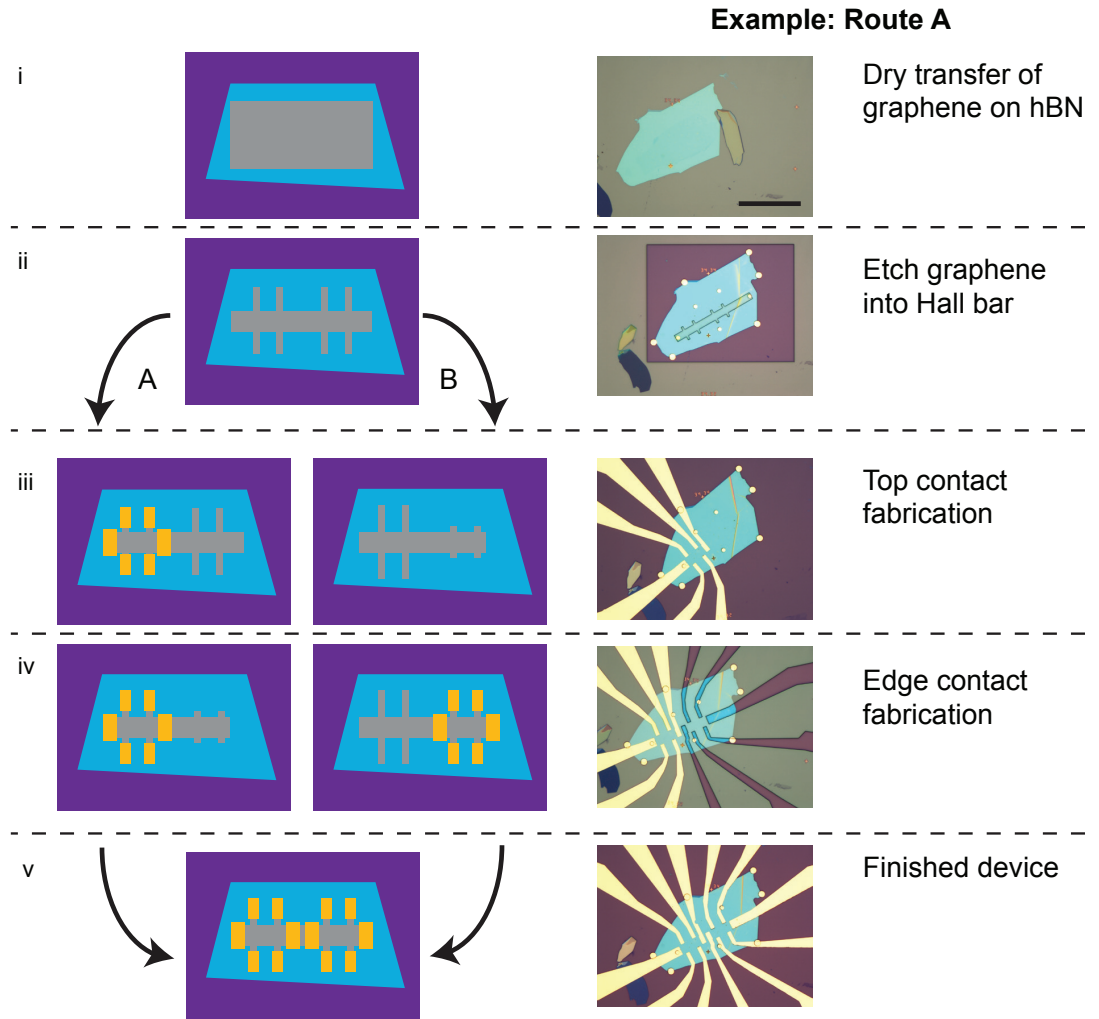 Example: Route A
i
Dry transfer of
graphene on hBN
ii
Etch graphene
into Hall bar
A
B
iii
Top contact
fabrication
iv
Edge contact
fabrication
v
Finished device